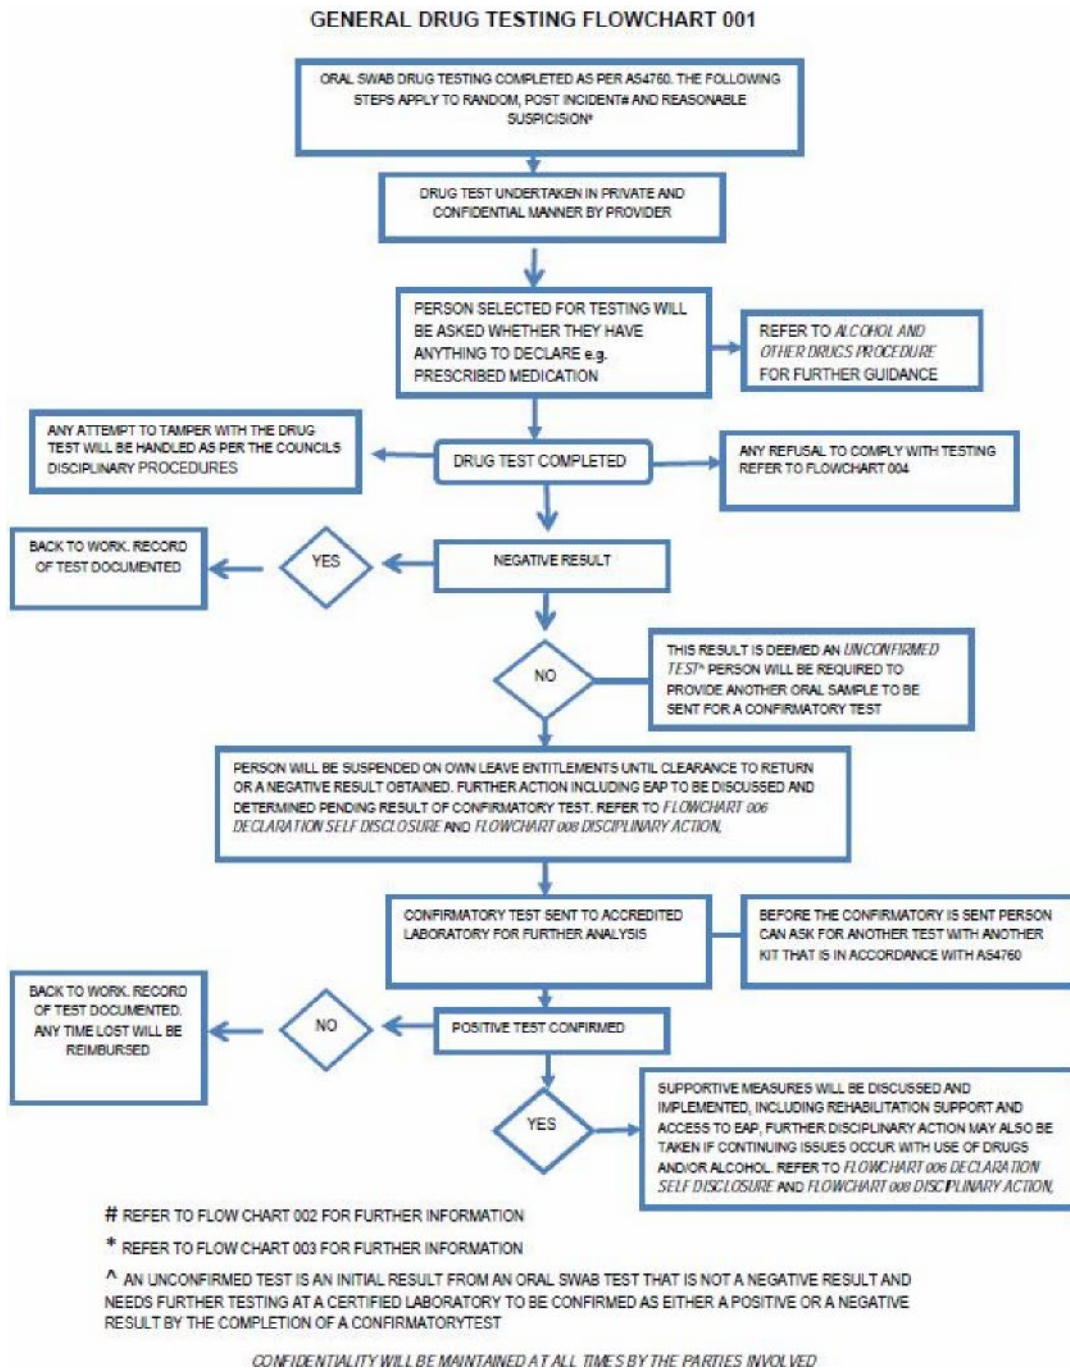 GENERAL DRUG TESTING FLOWCHART 001
ORAL SWAB DRUG TESTING COMPLETED AS PER AS4760. THE FOLLOWING
STEPS APPLY TO RANDOM, POST INCIDENT# AND REASONABLE
SUSPICISION*
DRUG TEST UNDERTAKEN IN PRIVATE AND
CONFIDENTIAL MANNER BY PROVIDER
PERSON SELECTED FOR TESTING WILL
BE ASKED WHETHER THEY HAVE
ANYTHING TO DECLARE e.g.
PRESCRIBED MEDICATION
REFER TO ALCOHOL AND
OTHER DRUGS PROCEDURE
FOR FURTHER GUIDANCE
ANY ATTEMPT TO TAMPER WITH THE DRUG
TEST WILL BE HANDLED AS PER THE COUNCILS
DISCIPLINARY PROCEDURES
DRUG TEST COMPLETED
ANY REFUSAL TO COMPLY WITH TESTING
REFER TO FLOWCHART 004
BACK TO WORK. RECORD
OF TEST DOCUMENTED
YES
NEGATIVE RESULT
NO
THIS RESULT IS DEEMED AN UNCONFIRMED
TEST^ PERSON WILL BE REQUIRED TO
PROVIDE ANOTHER ORAL SAMPLE TO BE
SENT FOR A CONFIRMATORY TEST
PERSON WILL BE SUSPENDED ON OWN LEAVE ENTITLEMENTS UNTIL CLEARANCE TO RETURN
OR A NEGATIVE RESULT OBTAINED. FURTHER ACTION INCLUDING EAP TO BE DISCUSSED AND
DETERMINED PENDING RESULT OF CONFIRMATORY TEST. REFER TO FLOWCHART 006
DECLARATION SELF DISCLOSURE AND FLOWCHART 008 DISCIPLINARY ACTION,
CONFIRMATORY TEST SENT TO ACCREDITED
LABORATORY FOR FURTHER ANALYSIS
BEFORE THE CONFIRMATORY IS SENT PERSON
CAN ASK FOR ANOTHER TEST WITH ANOTHER
KIT THAT IS IN ACCORDANCE WITH AS4760
BACK TO WORK. RECORD
OF TEST DOCUMENTED.
ANY TIME LOST WILL BE
REIMBURSED
NO
POSITIVE TEST CONFIRMED
YES
SUPPORTIVE MEASURES WILL BE DISCUSSED AND
IMPLEMENTED, INCLUDING REHABILITATION SUPPORT AND
ACCESS TO EAP, FURTHER DISCIPLINARY ACTION MAY ALSO BE
TAKEN IF CONTINUING ISSUES OCCUR WITH USE OF DRUGS
AND/OR ALCOHOL. REFER TO FLOWCHART 006 DECLARATION
SELF DISCLOSURE AND FLOWCHART 008 DISCIPLINARY ACTION,
# REFER TO FLOW CHART 002 FOR FURTHER INFORMATION
* REFER TO FLOW CHART 003 FOR FURTHER INFORMATION
^ AN UNCONFIRMED TEST IS AN INITIAL RESULT FROM AN ORAL SWAB TEST THAT IS NOT A NEGATIVE RESULT AND
NEEDS FURTHER TESTING AT A CERTIFIED LABORATORY TO BE CONFIRMED AS EITHER A POSITIVE OR A NEGATIVE
RESULT BY THE COMPLETION OF A CONFIRMATORYTEST
CONFIDENTIALITY WILL BE MAINTAINED AT ALL TIMES BY THE PARTIES INVOLVED